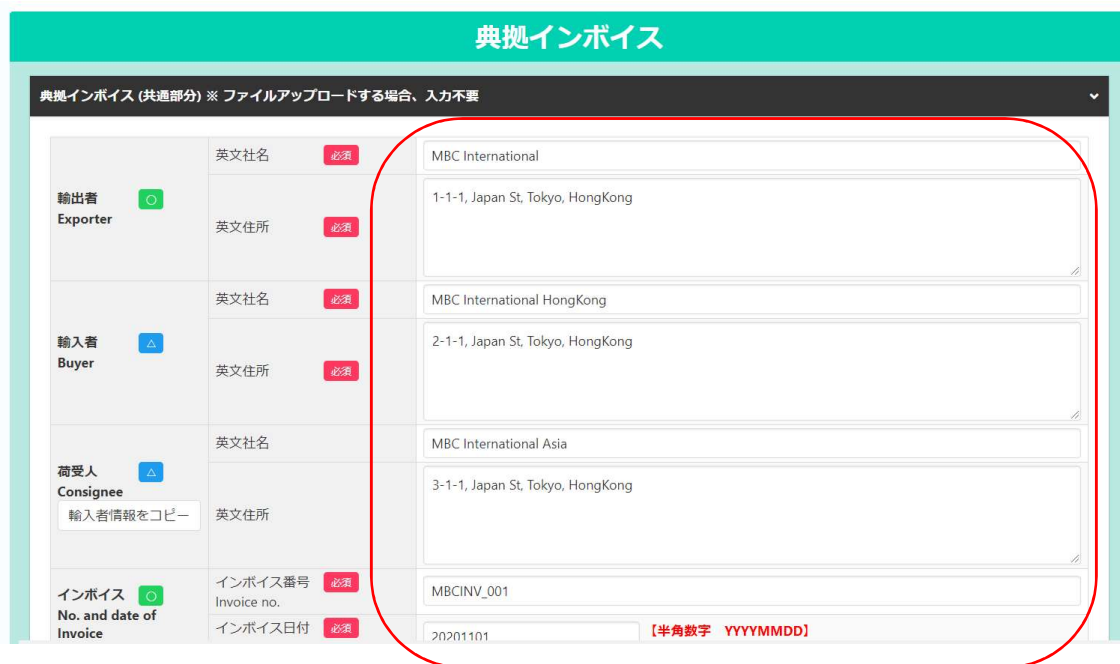 典拠インボイス
典拠インボイス (共通部分) ※ ファイルアップロードする場合、入力不要
輸出者 ○
Exporter
英文社名 必須
MBC International
英文住所 必須
1-1-1, Japan St, Tokyo, HongKong
輸入者 △
Buyer
英文社名 必須
MBC International HongKong
英文住所 必須
2-1-1, Japan St, Tokyo, HongKong
荷受人 △
Consignee
輸入者情報をコピー
英文社名
MBC International Asia
英文住所
3-1-1, Japan St, Tokyo, HongKong
インボイス ○
No. and date of
Invoice
インボイス番号 必須
Invoice no.
MBCINV_001
インボイス日付 必須
20201101
【半角数字 YYYYMMDD】